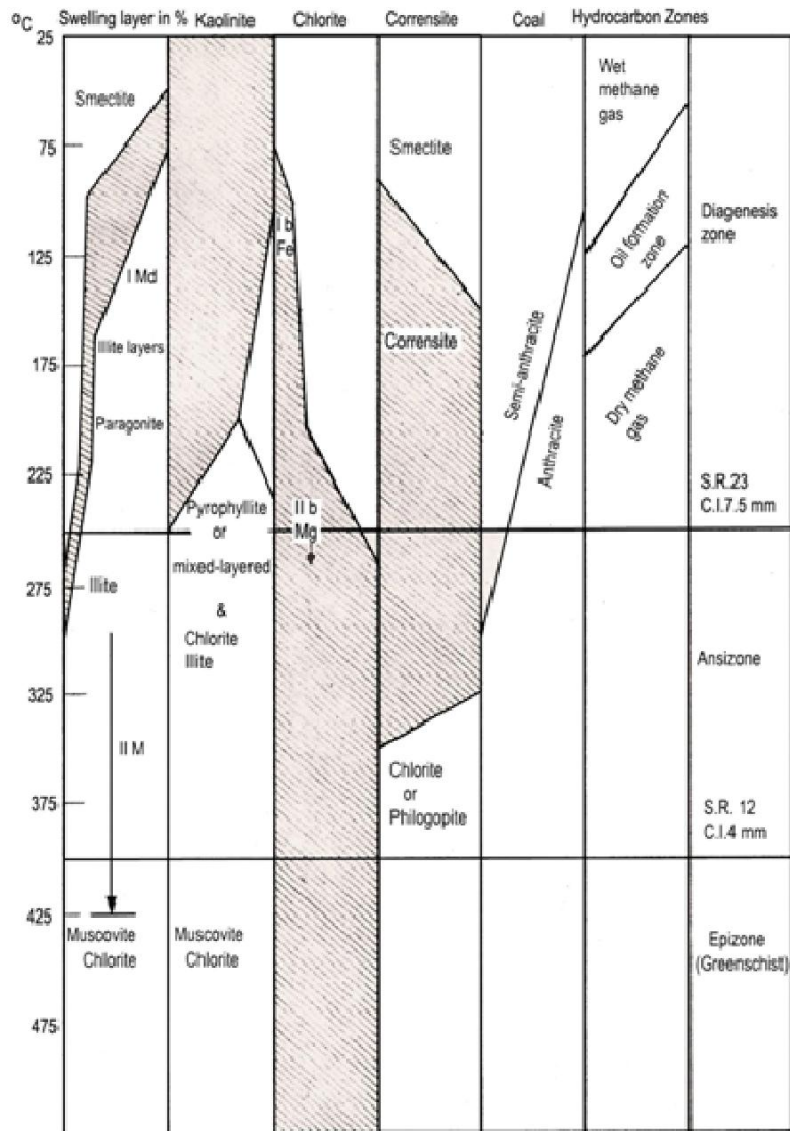 °C
Swelling layer in %
Kaolinite
Chlorite
Corrensite
Coal
Hydrocarbon Zones
25
75
125
175
225
275
325
375
425
475
Smectite
I Md
Illite layers
Paragonite
Illite
II M
Muscovite
Chllorite
Pyrophyllite
or
mixed-layered
&
Chlorite
Illite
Muscovite
Chlorite
I b
Fe
II b
Mg
Smectite
Corrensite
Chlorite
or
Philogopite
Semi-anthracite
Anthracite
Wet
methane
gas
Oil formation
zone
Dry methane
gas
Diagenesis
zone
S.R.23
C.I.7.5 mm
Ansizone
S.R. 12
C.I.4 mm
Epizone
(Greenschist)